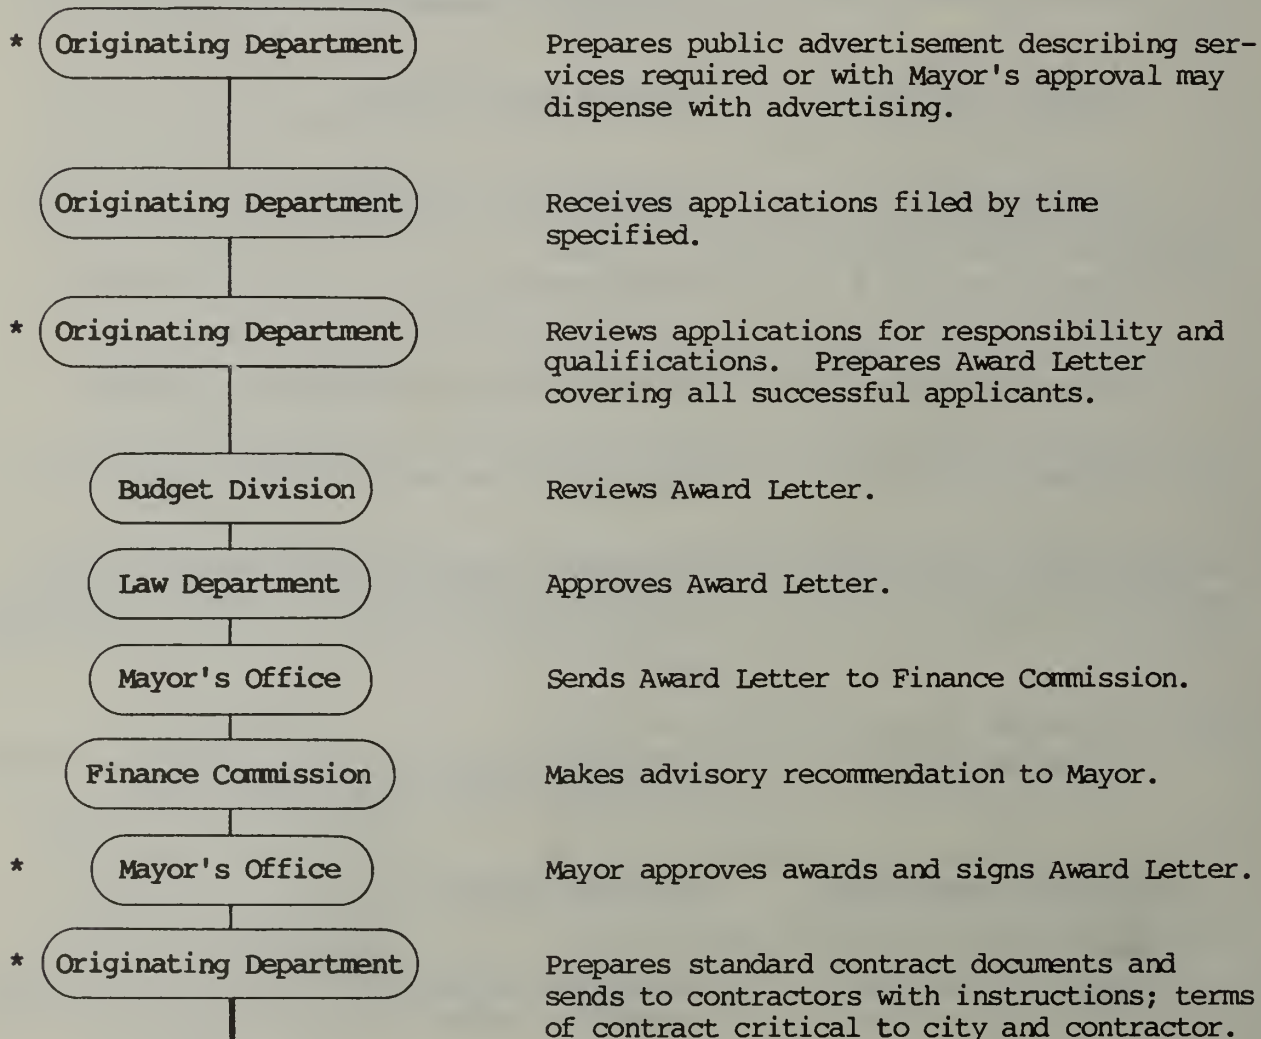 * Originating Department
Prepares public advertisement describing ser-
vices required or with Mayor's approval may
dispense with advertising.
Originating Department
Receives applications filed by time
specified.
* Originating Department
Reviews applications for responsibility and
qualifications. Prepares Award Letter
covering all successful applicants.
Budget Division
Reviews Award Letter.
Law Department
Approves Award Letter.
Mayor's Office
Sends Award Letter to Finance Commission.
Finance Commission
Makes advisory recommendation to Mayor.
* Mayor's Office
Mayor approves awards and signs Award Letter.
* Originating Department
Prepares standard contract documents and
sends to contractors with instructions; terms
of contract critical to city and contractor.